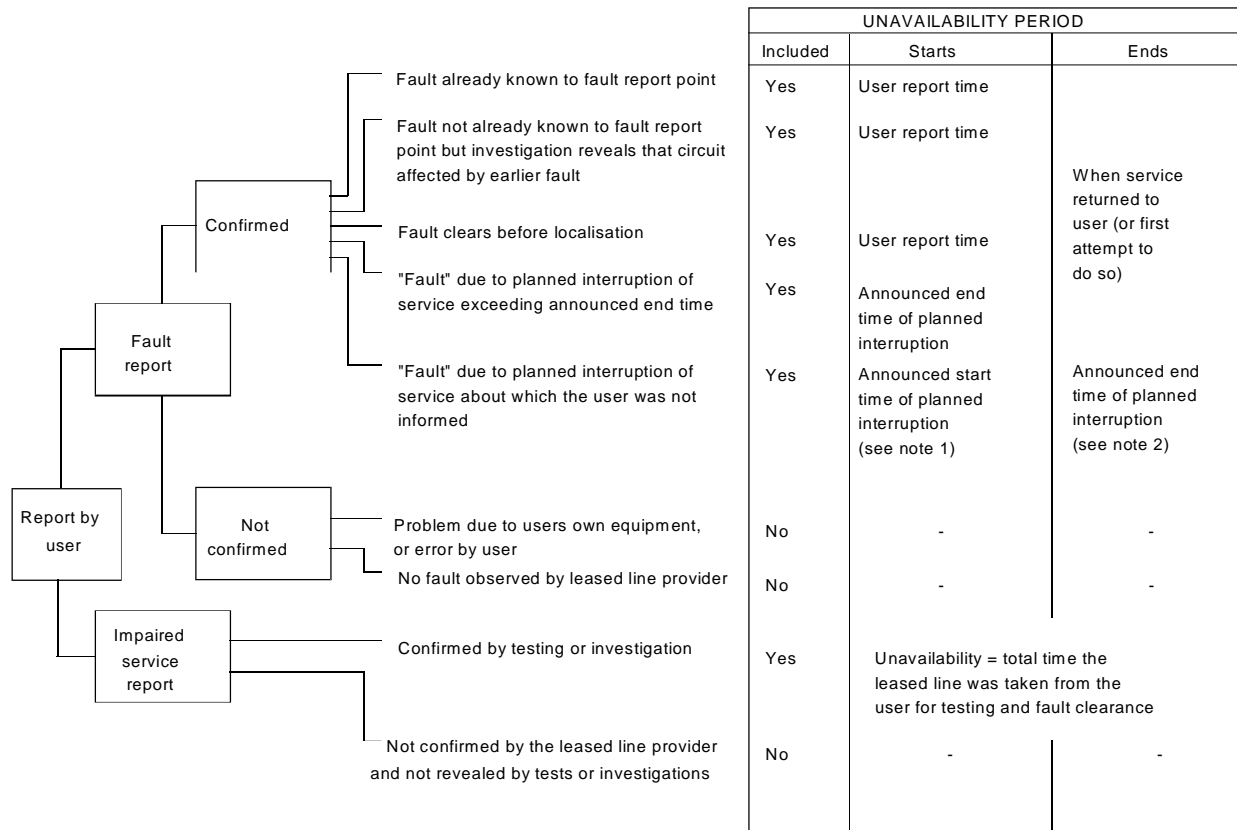 UNAVAILABILITY PERIOD
Included Starts Ends
Fault already known to fault report point
Yes User report time
Fault not already known to fault report
point but investigation reveals that circuit
affected by earlier fault
Yes User report time
When service
returned to
user (or first
attempt to
do so)
Confirmed
Fault clears before localisation
Yes User report time
"Fault" due to planned interruption of
service exceeding announced end time
Yes Announced end
time of planned
interruption
Fault
report
"Fault" due to planned interruption of
service about which the user was not
informed
Yes Announced start
time of planned
interruption
(see note 1)
Announced end
time of planned
interruption
(see note 2)
Report by
user
Not
confirmed
Problem due to users own equipment,
or error by user
No - -
No fault observed by leased line provider
No - -
Impaired
service
report
Confirmed by testing or investigation
Yes Unavailability = total time the
leased line was taken from the
user for testing and fault clearance
Not confirmed by the leased line provider
and not revealed by tests or investigations
No - -